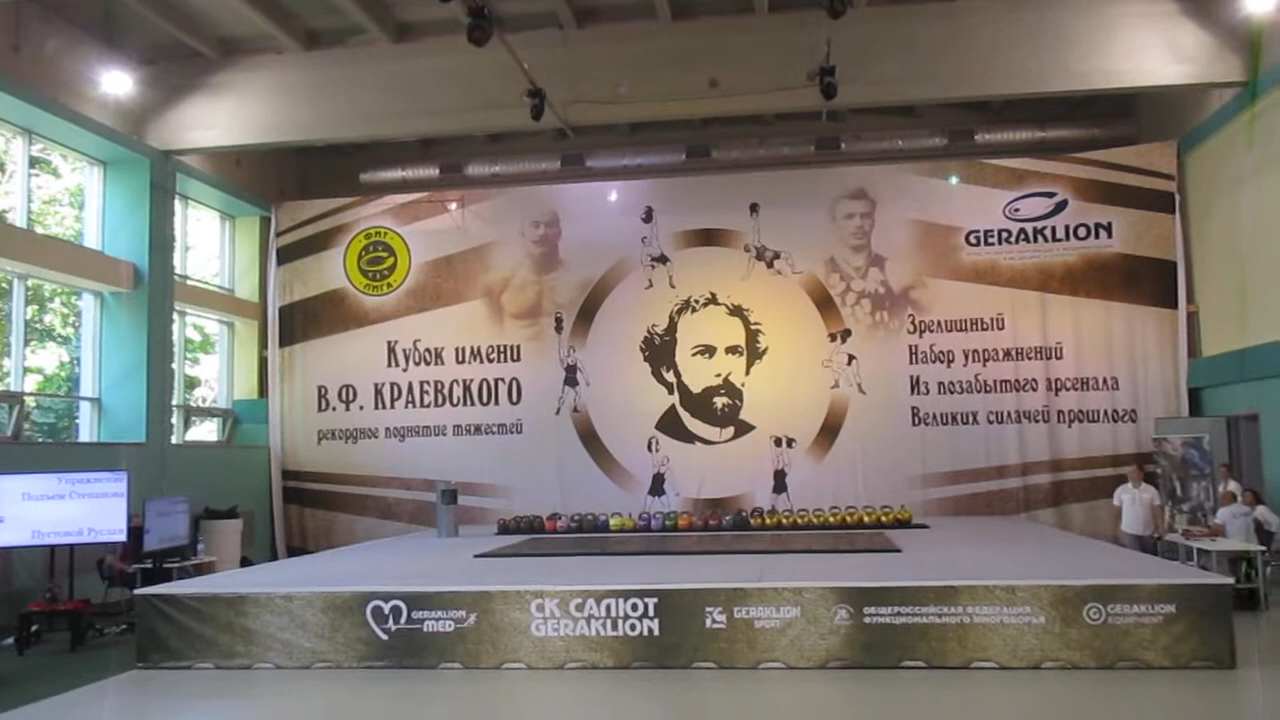 ФИТ
ЛИГА
GERAKLION
Кубок имени
В.Ф. КРАЕВСКОГО
рекордное поднятие тяжестей
Зрелищный
Набор упражнений
Из позабытого арсенала
Великих силачей прошлого
Упражнение
Подъем Степанова
Пустовой Руслан
GERAKLION
MED
СК САЛЮТ
GERAKLION
GERAKLION
SPORT
ОБЩЕРОССИЙСКАЯ ФЕДЕРАЦИЯ
ФУНКЦИОНАЛЬНОГО МНОГОБОРЬЯ
GERAKLION
EQUIPMENT